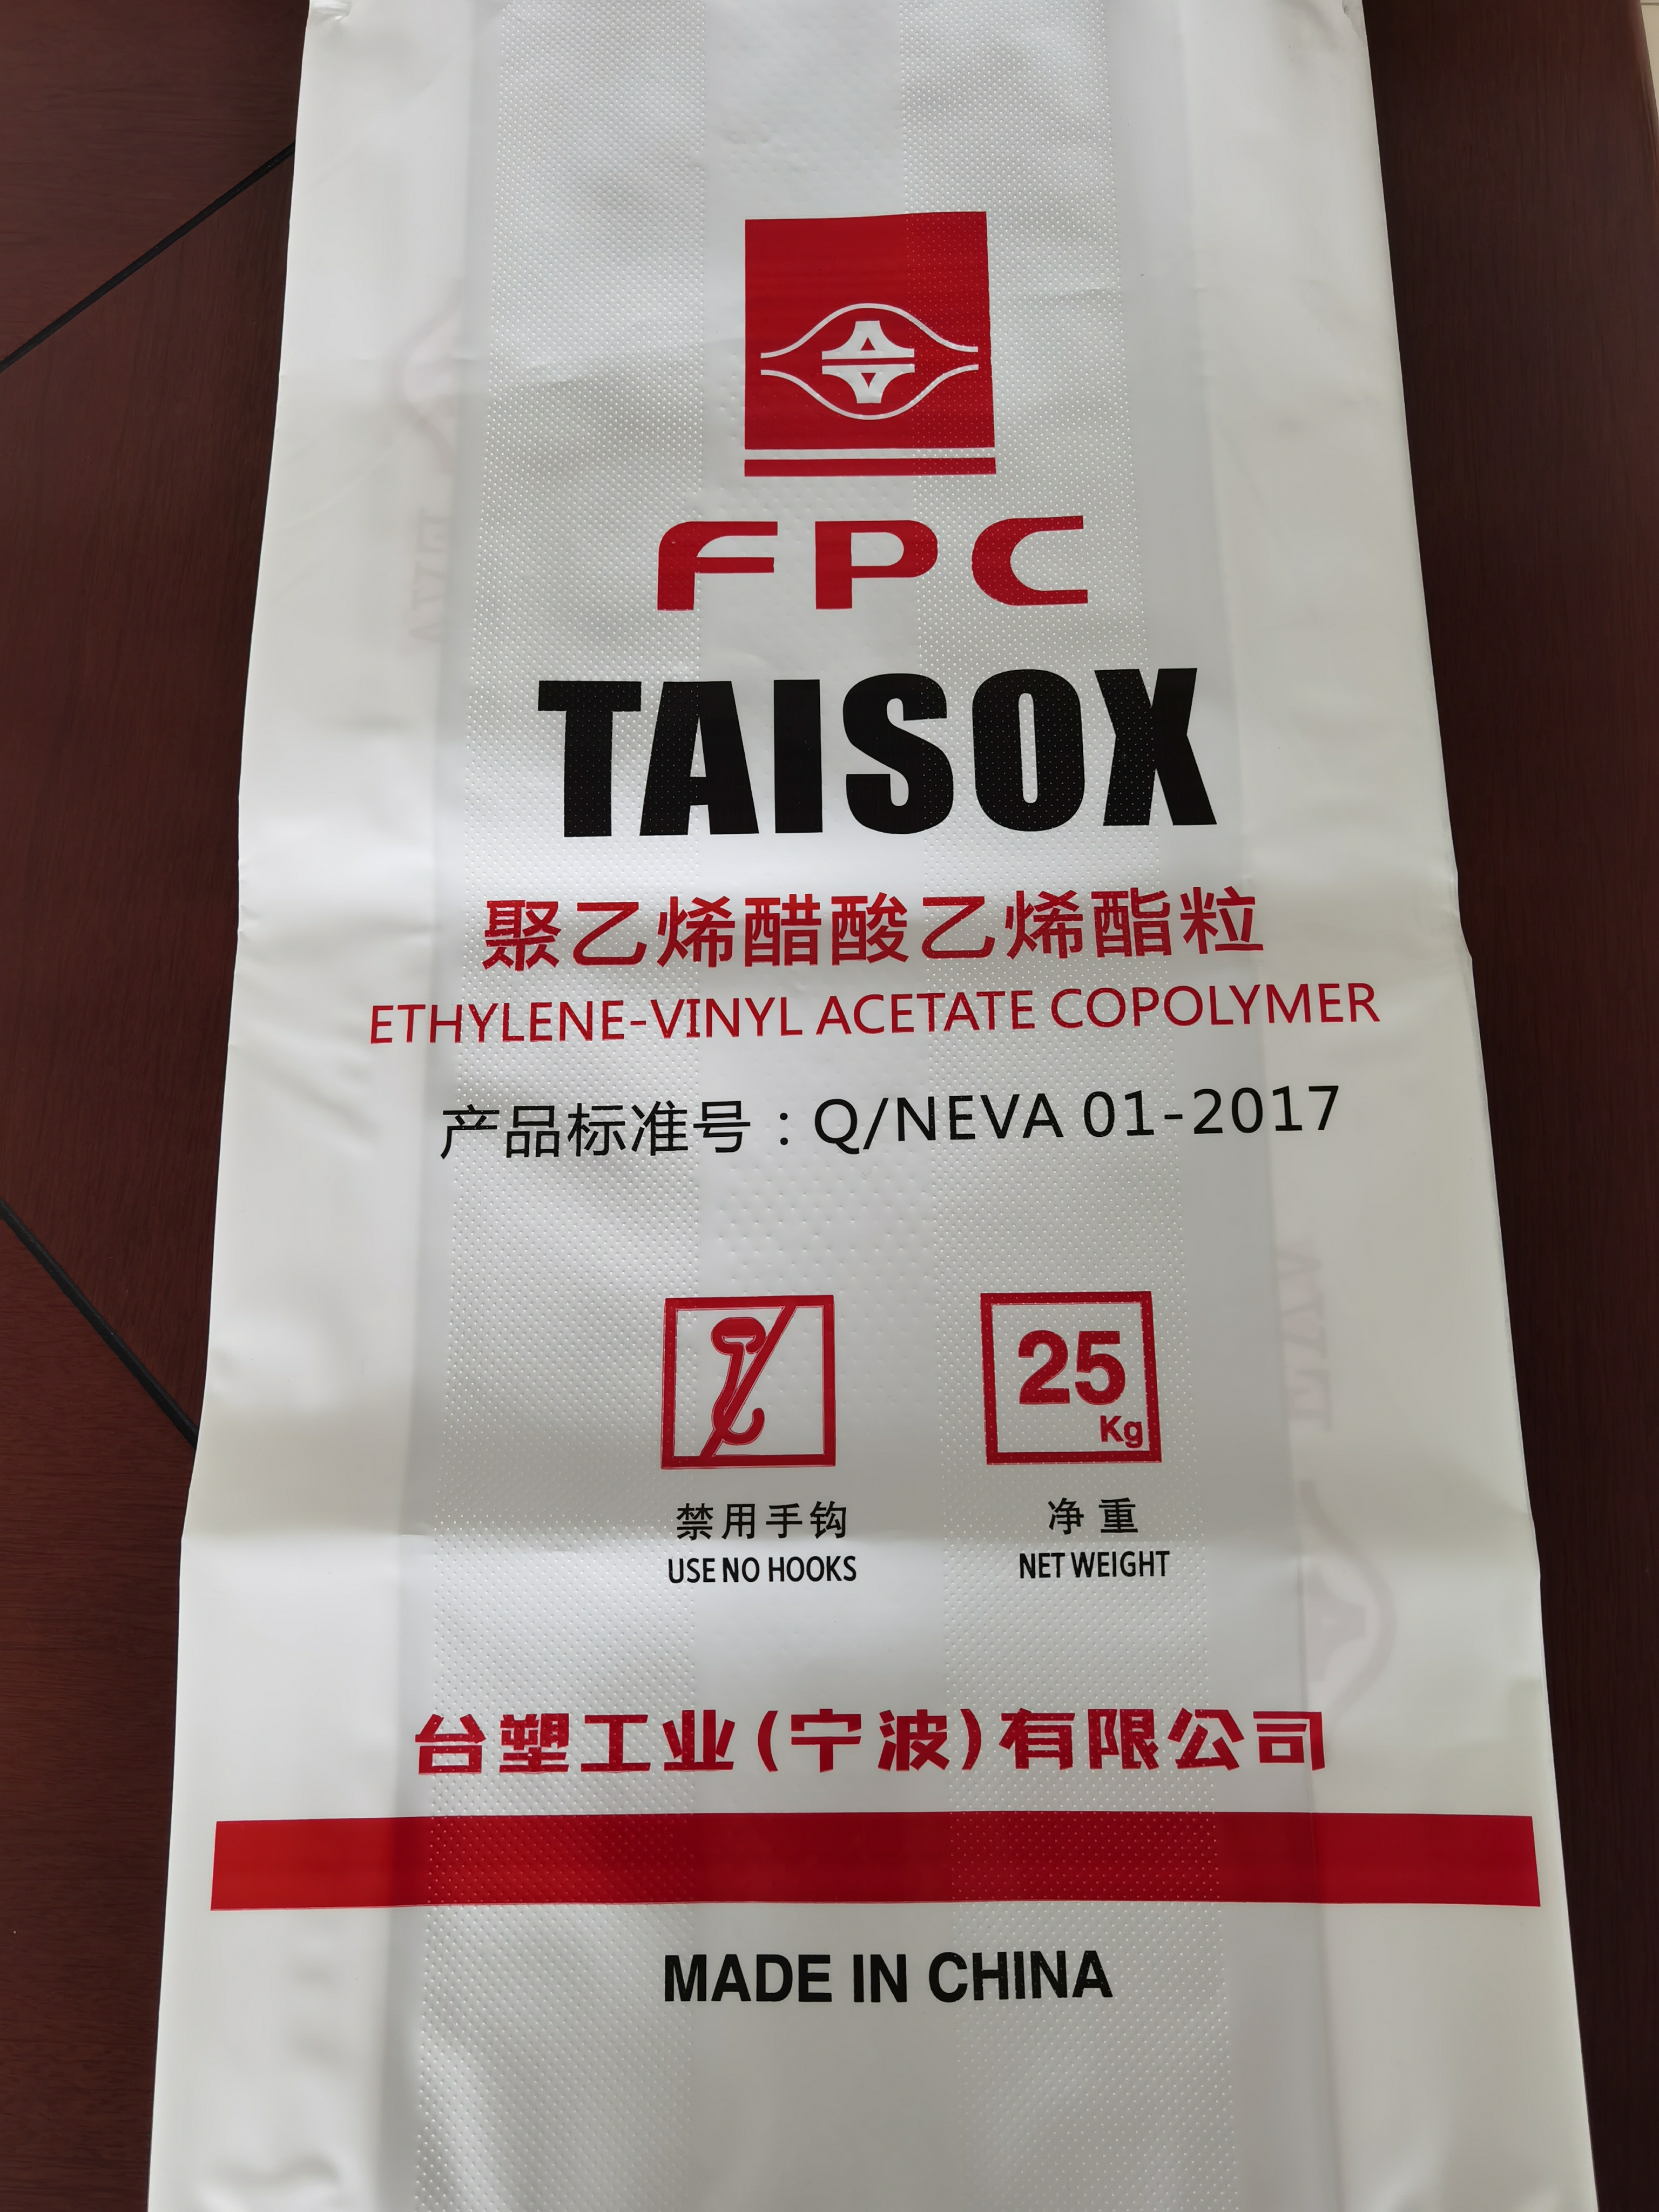 FPC
TAISOX
聚乙烯醋酸乙烯酯粒
ETHYLENE-VINYL ACETATE COPOLYMER
产品标准号：Q/NEVA 01-2017
25
Kg
禁用手钩
净重
USE NO HOOKS
NET WEIGHT
台塑工业(宁波)有限公司
MADE IN CHINA